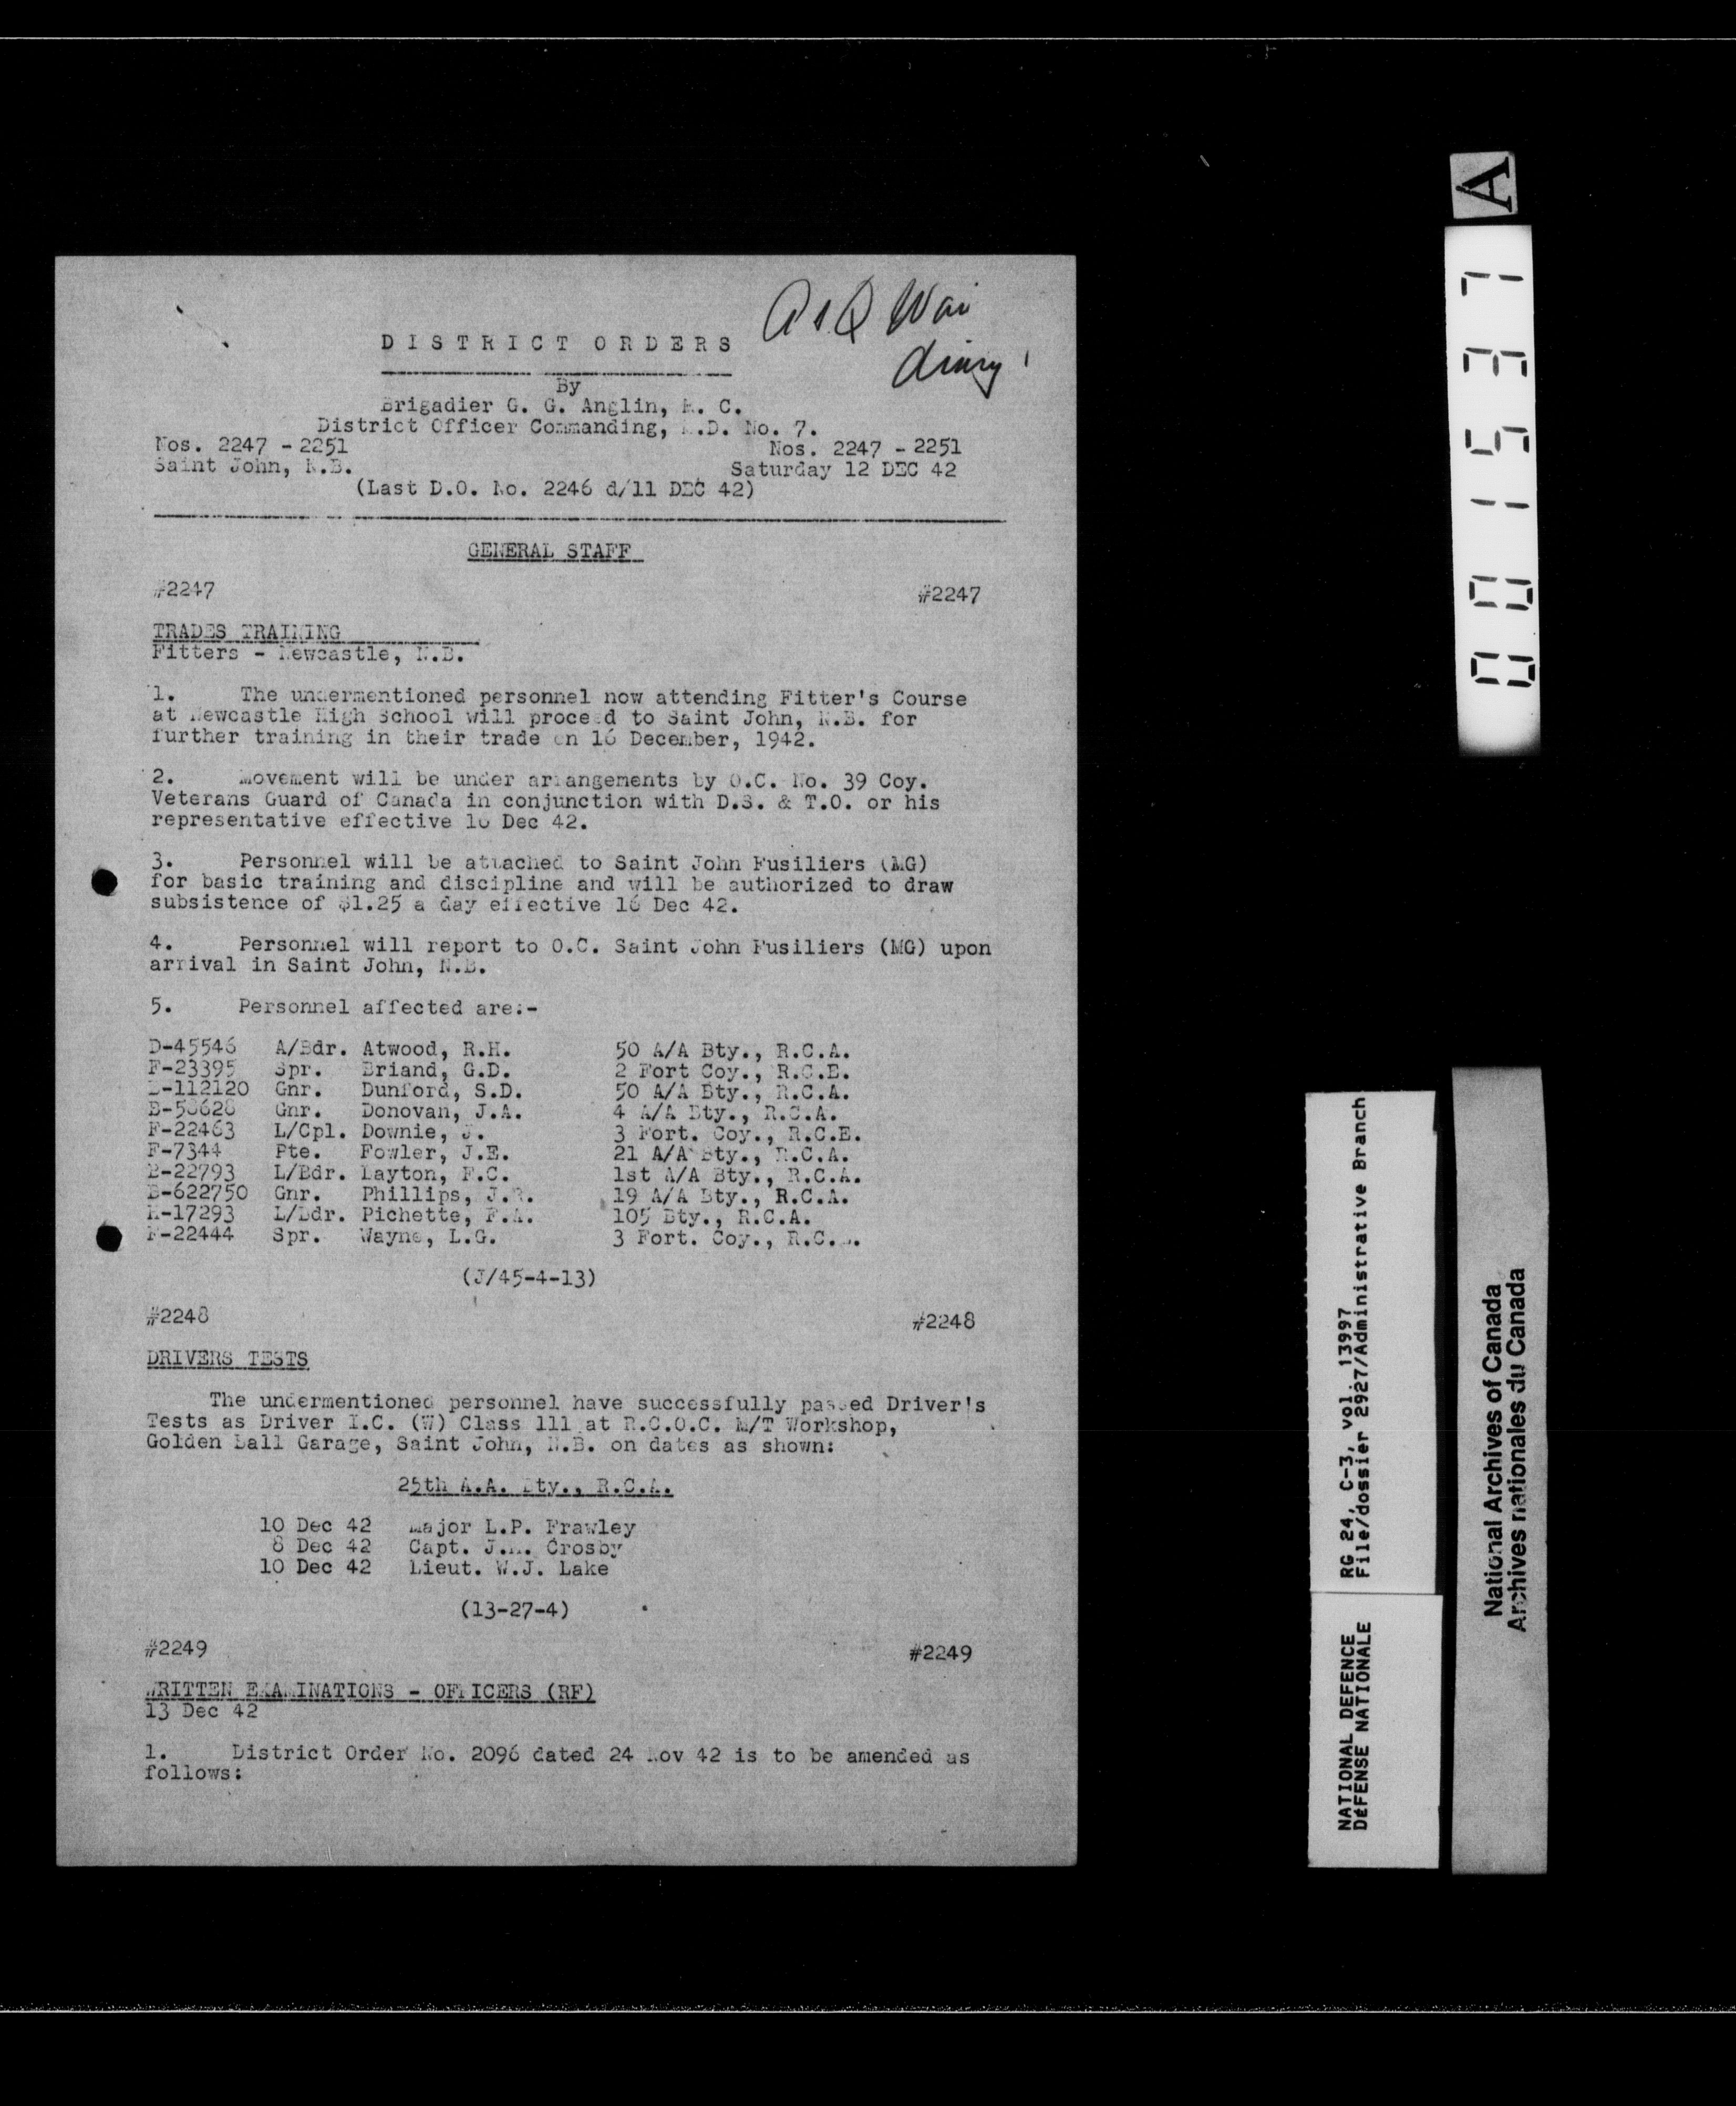 A & Q War
diary
DISTRICT ORDERS
By
Brigadier G. G. Anglin, M. C.
District Officer Commanding, M.D. No. 7.
Nos. 2247 - 2251 Nos. 2247 - 2251
Saint John, N.B. Saturday 12 DEC 42
(Last D.O. No. 2246 d/11 DEC 42)
GENERAL STAFF
#2247 #2247
TRADES TRAINING
Fitters - Newcastle, N.B.
1. The undermentioned personnel now attending Fitter's Course
at Newcastle High School will proceed to Saint John, N.B. for
further training in their trade on 16 December, 1942.
2. Movement will be under arrangements by O.C. No. 39 Coy.
Veterans Guard of Canada in conjunction with D.S. & T.O. or his
representative effective 16 Dec 42.
3. Personnel will be attached to Saint John Fusiliers (MG)
for basic training and discipline and will be authorized to draw
subsistence of $1.25 a day effective 16 Dec 42.
4. Personnel will report to O.C. Saint John Fusiliers (MG) upon
arrival in Saint John, N.B.
5. Personnel affected are:-
D-45546 A/Bdr. Atwood, R.H. 50 A/A Bty., R.C.A.
F-23395 Spr. Briand, G.D. 2 Fort Coy., R.C.E.
Gnr. Dunford, S.D. 50 A/A Bty., R.C.A.
Gnr. Donovan, J.A. 4 A/A Bty., R.C.A.
F-22463 L/Cpl. Downie, J. 3 Fort. Coy., R.C.E.
F-7344 Pte. Fowler, J.E. 21 A/A Bty., R.C.A.
L/Bdr. Layton, F.C. 1st A/A Bty., R.C.A.
B-622750 Gnr. Phillips, J.R. 19 A/A Bty., R.C.A.
L/Bdr. Pichette, F.A. 105 Bty., R.C.A.
F-22444 Spr. Wayne, L.G. 3 Fort. Coy., R.C.E.
(J/45-4-13)
#2248 #2248
DRIVERS TESTS
The undermentioned personnel have successfully passed Driver's
Tests as Driver I.C. (W) Class 111 at R.C.O.C. M/T Workshop,
Golden Ball Garage, Saint John, N.B. on dates as shown:
25th A.A. Bty., R.C.A.
10 Dec 42 Major L.P. Frawley
8 Dec 42 Capt. Crosby
10 Dec 42 Lieut. W.J. Lake
(13-27-4)
#2249 #2249
WRITTEN EXAMINATIONS - OFFICERS (RF)
13 Dec 42
1. District Order No. 2096 dated 24 Nov 42 is to be amended as
follows:
A
001537
RG 24, C-3, vol. 13997
File/dossier 2927/Administrative Branch
NATIONAL DEFENCE
DéFENSE NATIONALE
National Archives of Canada
Archives nationales du Canada